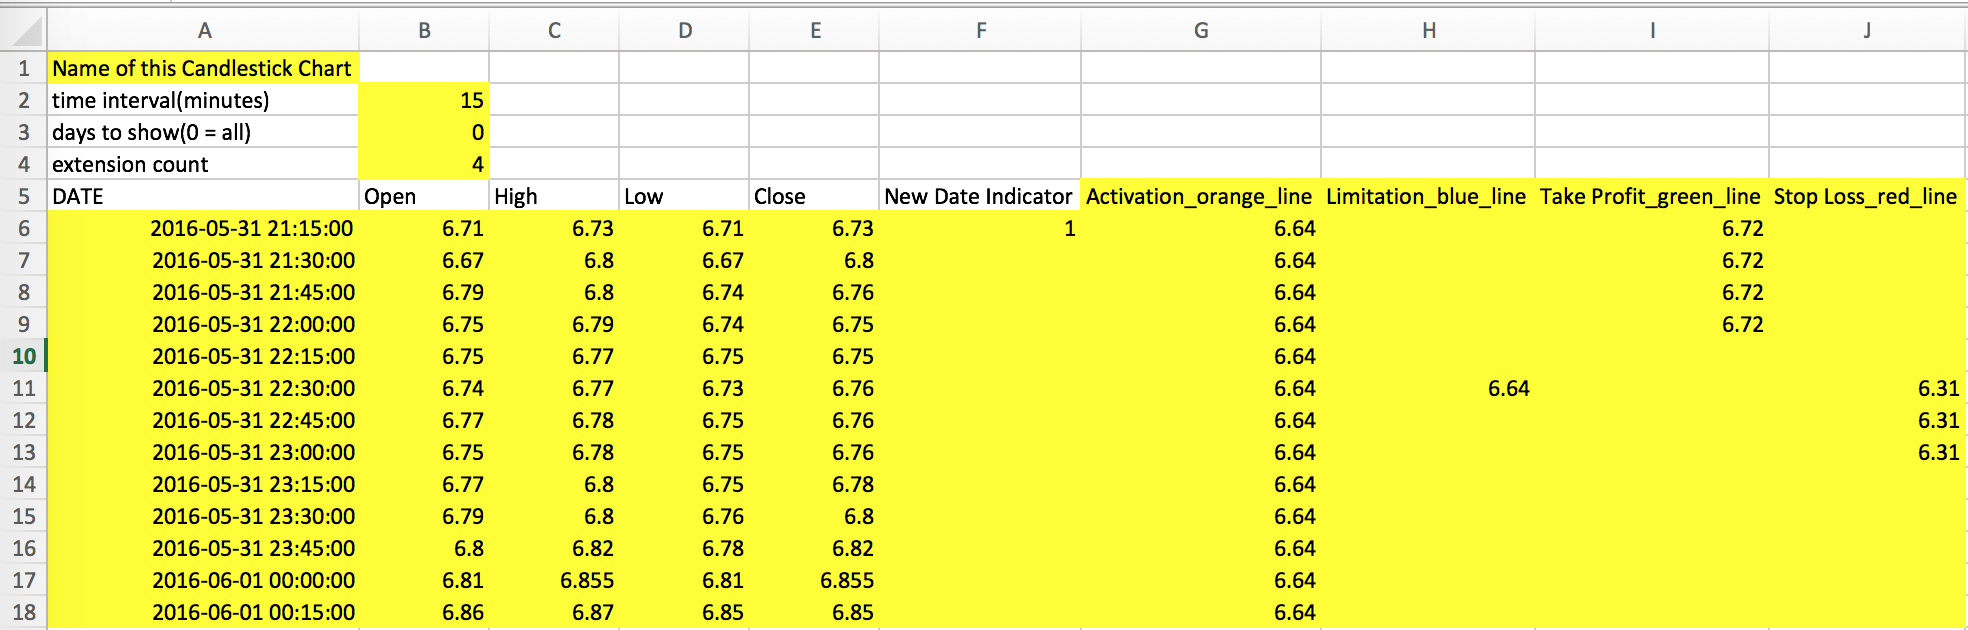 A B C D E F G H I J
1 Name of this Candlestick Chart
2 time interval(minutes) 15
3 days to show(0 = all) 0
4 extension count 4
5 DATE Open High Low Close New Date Indicator Activation_orange_line Limitation_blue_line Take Profit_green_line Stop Loss_red_line
6 2016-05-31 21:15:00 6.71 6.73 6.71 6.73 1 6.64 6.72
7 2016-05-31 21:30:00 6.67 6.8 6.67 6.8 6.64 6.72
8 2016-05-31 21:45:00 6.79 6.8 6.74 6.76 6.64 6.72
9 2016-05-31 22:00:00 6.75 6.79 6.74 6.75 6.64 6.72
10 2016-05-31 22:15:00 6.75 6.77 6.75 6.75 6.64
11 2016-05-31 22:30:00 6.74 6.77 6.73 6.76 6.64 6.64 6.31
12 2016-05-31 22:45:00 6.77 6.78 6.75 6.76 6.64 6.31
13 2016-05-31 23:00:00 6.75 6.78 6.75 6.76 6.64 6.31
14 2016-05-31 23:15:00 6.77 6.8 6.75 6.78 6.64
15 2016-05-31 23:30:00 6.79 6.8 6.76 6.8 6.64
16 2016-05-31 23:45:00 6.8 6.82 6.78 6.82 6.64
17 2016-06-01 00:00:00 6.81 6.855 6.81 6.855 6.64
18 2016-06-01 00:15:00 6.86 6.87 6.85 6.85 6.64